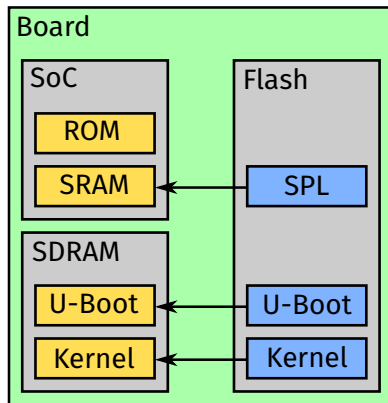 Board
SoC
ROM
SRAM
SDRAM
U-Boot
Kernel
Flash
SPL
U-Boot
Kernel